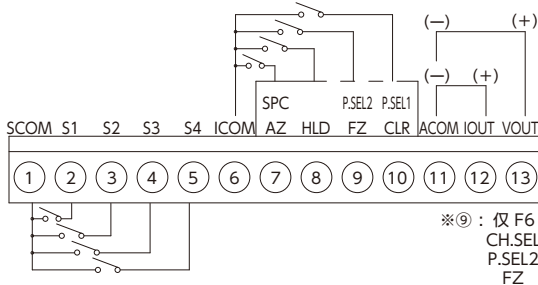 (—) (+)
(—) (+)
SPC P.SEL2 P.SEL1
SCOM S1 S2 S3 S4 ICOM AZ HLD FZ CLR ACOM IOUT VOUT
1 2 3 4 5 6 7 8 9 10 11 12 13
※⑨：仅 F6
CH.SEL
P.SEL2
FZ